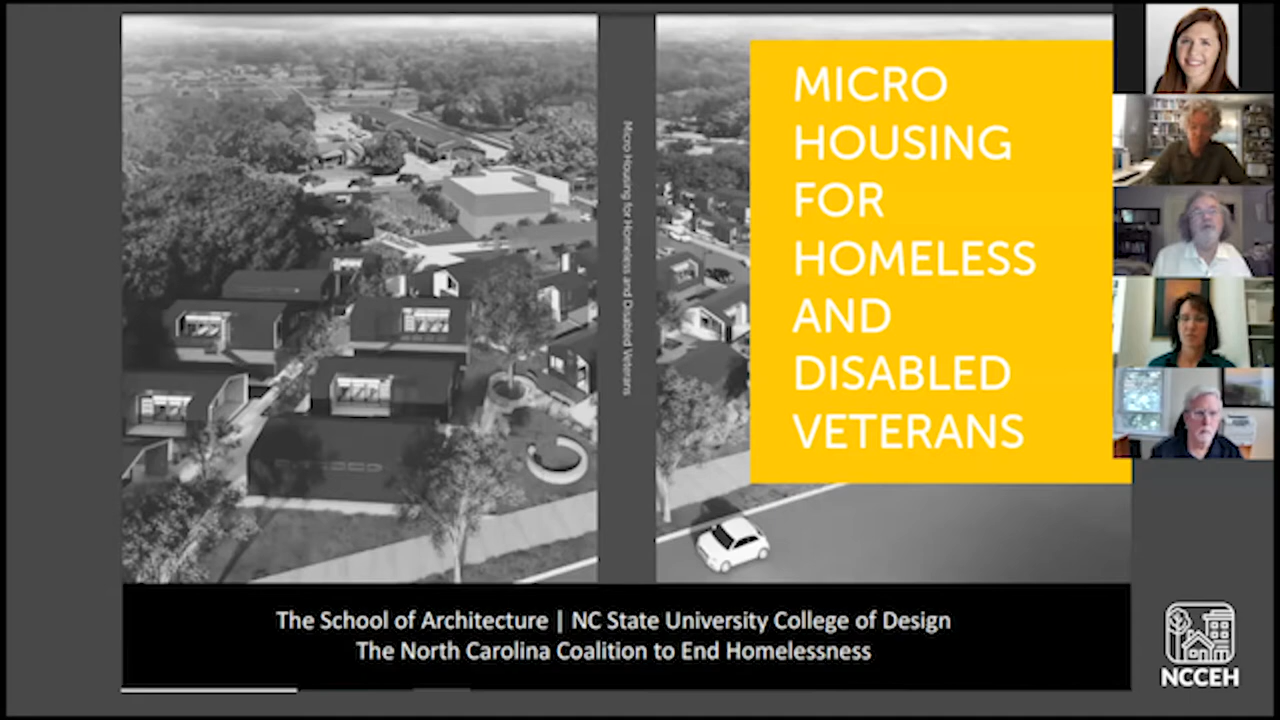 Micro Housing for Homeless and Disabled Veterans
MICRO
HOUSING
FOR
HOMELESS
AND
DISABLED
VETERANS
The School of Architecture | NC State University College of Design
The North Carolina Coalition to End Homelessness
NCCEH